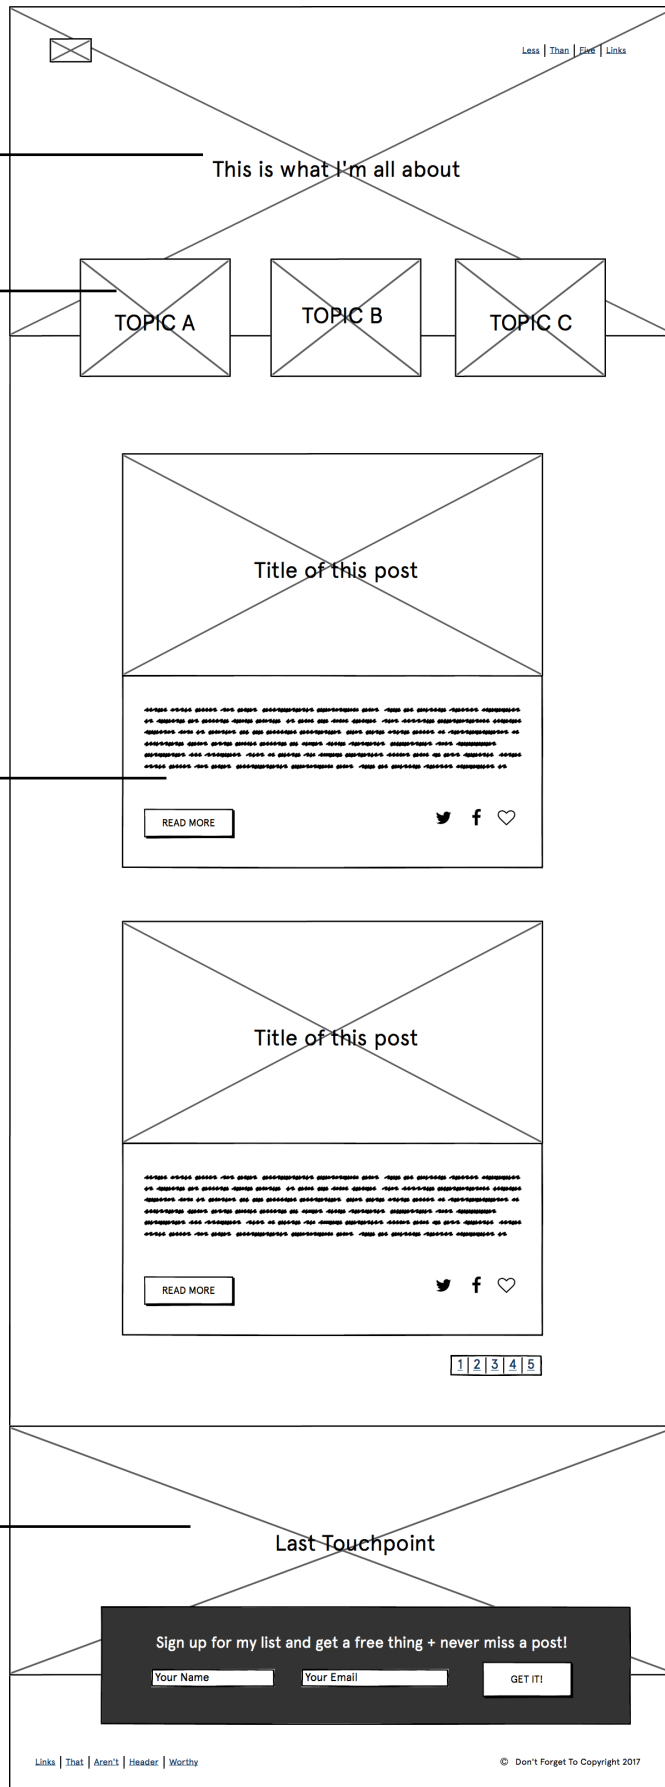 Less | Than | Five | Links
This is what I'm all about
TOPIC A TOPIC B TOPIC C
Title of this post
READ MORE
Title of this post
READ MORE
1 | 2 | 3 | 4 | 5
Last Touchpoint
Sign up for my list and get a free thing + never miss a post!
Your Name Your Email GET IT!
Links | That | Aren't | Header | Worthy © Don't Forget To Copyright 2017